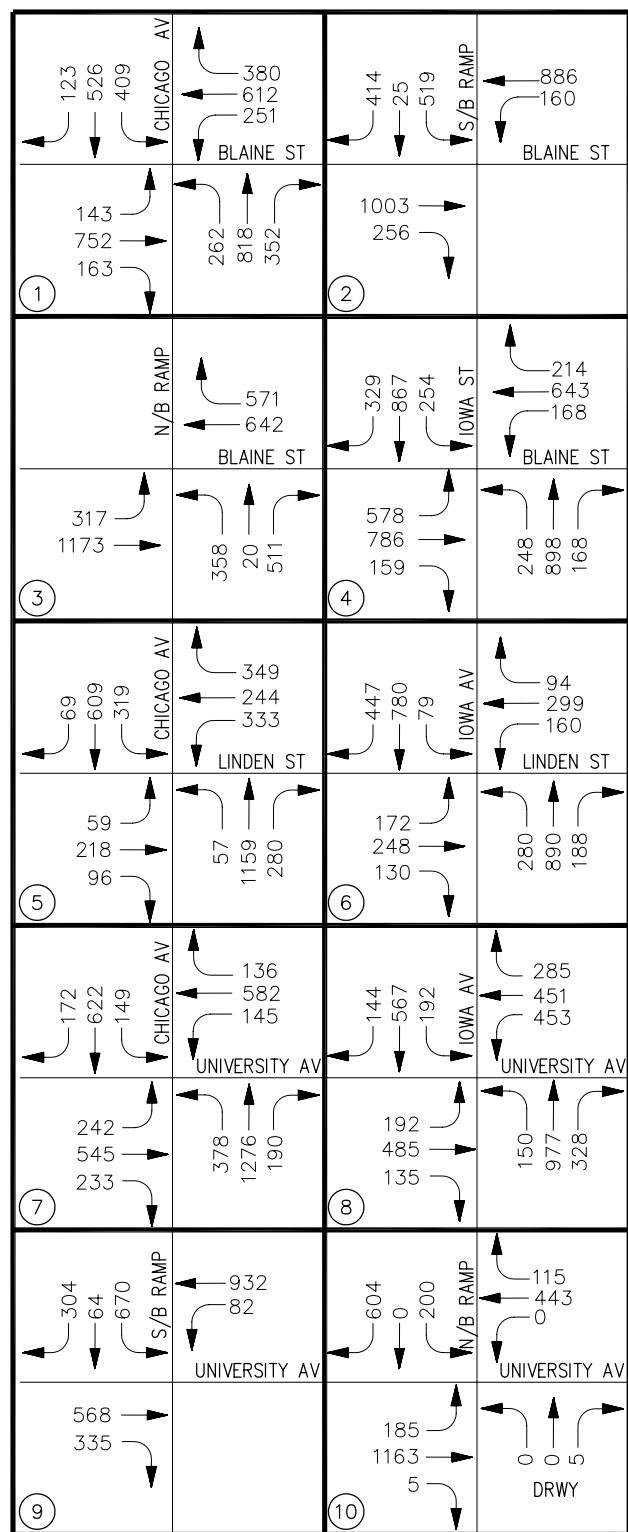 123 526 409
CHICAGO AV
380
612
251
BLAINE ST
143
752
163
262 818 352
1
414 25 519
S/B RAMP
886
160
BLAINE ST
1003
256
2
N/B RAMP
571
642
BLAINE ST
317
1173
358 20 511
3
329 867 254
IOWA ST
214
643
168
BLAINE ST
578
786
159
248 898 168
4
69 609 319
CHICAGO AV
349
244
333
LINDEN ST
59
218
96
57 1159 280
5
447 780 79
IOWA AV
94
299
160
LINDEN ST
172
248
130
280 890 188
6
172 622 149
CHICAGO AV
136
582
145
UNIVERSITY AV
242
545
233
378 1276 190
7
144 567 192
IOWA AV
285
451
453
UNIVERSITY AV
192
485
135
150 977 328
8
304 64 670
S/B RAMP
932
82
UNIVERSITY AV
568
335
9
604 0 200
N/B RAMP
115
443
0
UNIVERSITY AV
185
1163
5
0 0 5
DRWY
10